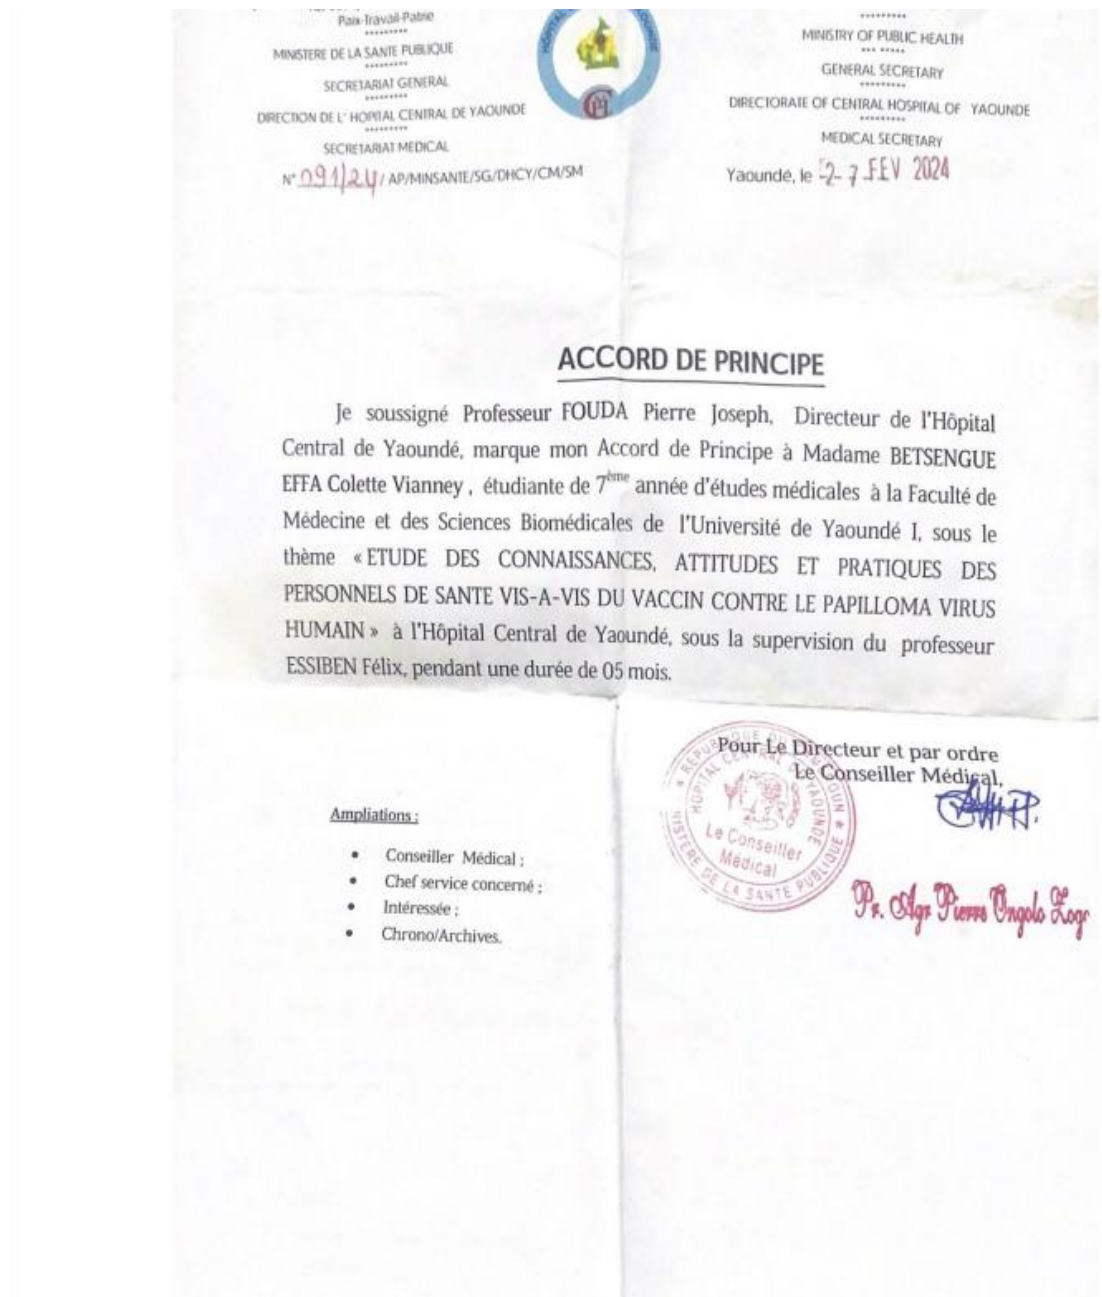 Paix-Travail-Patrie
*********
MINISTERE DE LA SANTE PUBLIQUE
*********
SECRETARIAT GENERAL
*********
DIRECTION DE L' HOPITAL CENTRAL DE YAOUNDE
*********
SECRETARIAT MEDICAL
N° 091/24/ AP/MINSANTE/SG/DHCY/CM/SM
*********
MINISTRY OF PUBLIC HEALTH
*** *****
GENERAL SECRETARY
*********
DIRECTORATE OF CENTRAL HOSPITAL OF YAOUNDE
*********
MEDICAL SECRETARY
Yaoundé, le 27 FEV 2024
ACCORD DE PRINCIPE
Je soussigné Professeur FOUDA Pierre Joseph, Directeur de l'Hôpital
Central de Yaoundé, marque mon Accord de Principe à Madame BETSENGUE
EFFA Colette Vianney , étudiante de 7ème année d'études médicales à la Faculté de
Médecine et des Sciences Biomédicales de l'Université de Yaoundé I, sous le
thème « ETUDE DES CONNAISSANCES, ATTITUDES ET PRATIQUES DES
PERSONNELS DE SANTE VIS-A-VIS DU VACCIN CONTRE LE PAPILLOMA VIRUS
HUMAIN » à l'Hôpital Central de Yaoundé, sous la supervision du professeur
ESSIBEN Félix, pendant une durée de 05 mois.
Pour Le Directeur et par ordre
Le Conseiller Médical,
HOPITAL CENTRAL YAOUNDE
Le Conseiller
Médical
DE LA SANTE PUBLIQUE
Pr. Agr Pierre Ongolo Zogo
Ampliations :
• Conseiller Médical ;
• Chef service concerné ;
• Intéressée ;
• Chrono/Archives.